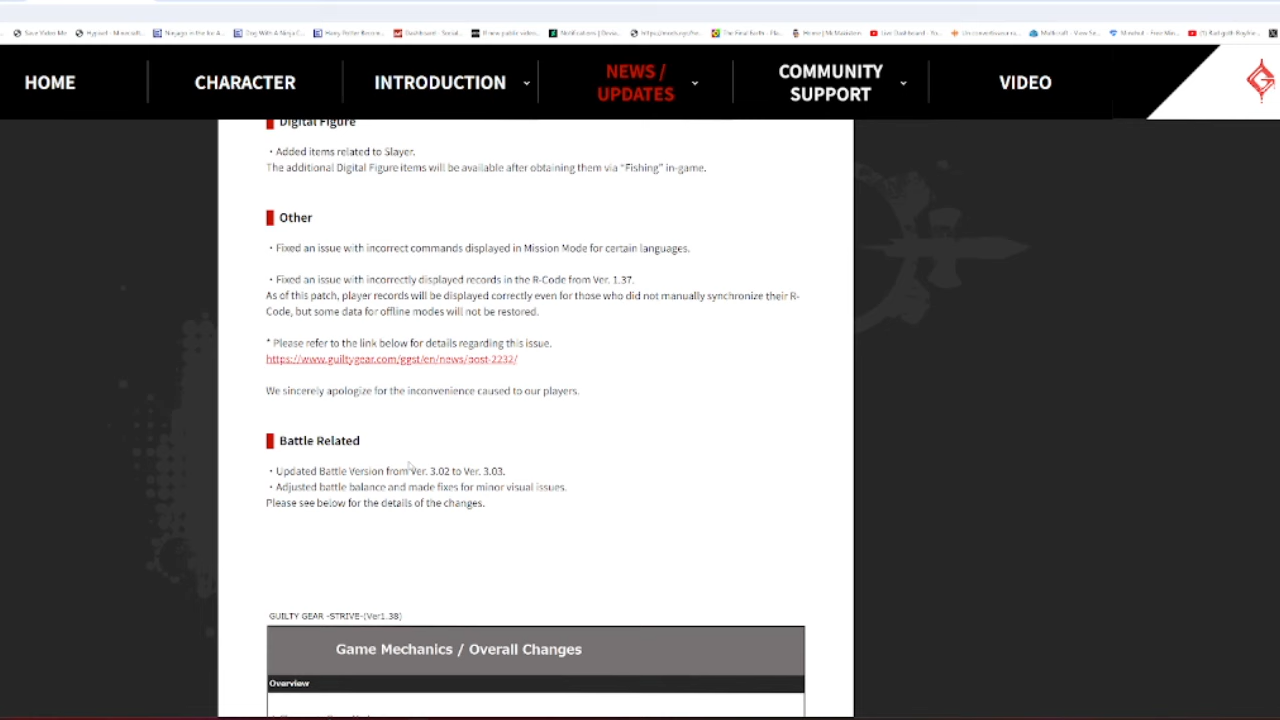 Save Video Me
Dog With A
Dashboard - Social...
HOME
CHARACTER
INTRODUCTION
NEWS /
UPDATES
COMMUNITY
SUPPORT
VIDEO
Digital Figure
・Added items related to Slayer.
The additional Digital Figure items will be available after obtaining them via “Fishing” in-game.
Other
・Fixed an issue with incorrect commands displayed in Mission Mode for certain languages.
・Fixed an issue with incorrectly displayed records in the R-Code from Ver. 1.37.
As of this patch, player records will be displayed correctly even for those who did not manually synchronize their R-
Code, but some data for offline modes will not be restored.
* Please refer to the link below for details regarding this issue.
https://www.guiltygear.com/ggst/en/news/post-2232/
We sincerely apologize for the inconvenience caused to our players.
Battle Related
・Updated Battle Version from Ver. 3.02 to Ver. 3.03.
・Adjusted battle balance and made fixes for minor visual issues.
Please see below for the details of the changes.
GUILTY GEAR -STRIVE-(Ver1.38)
Game Mechanics / Overall Changes
Overview